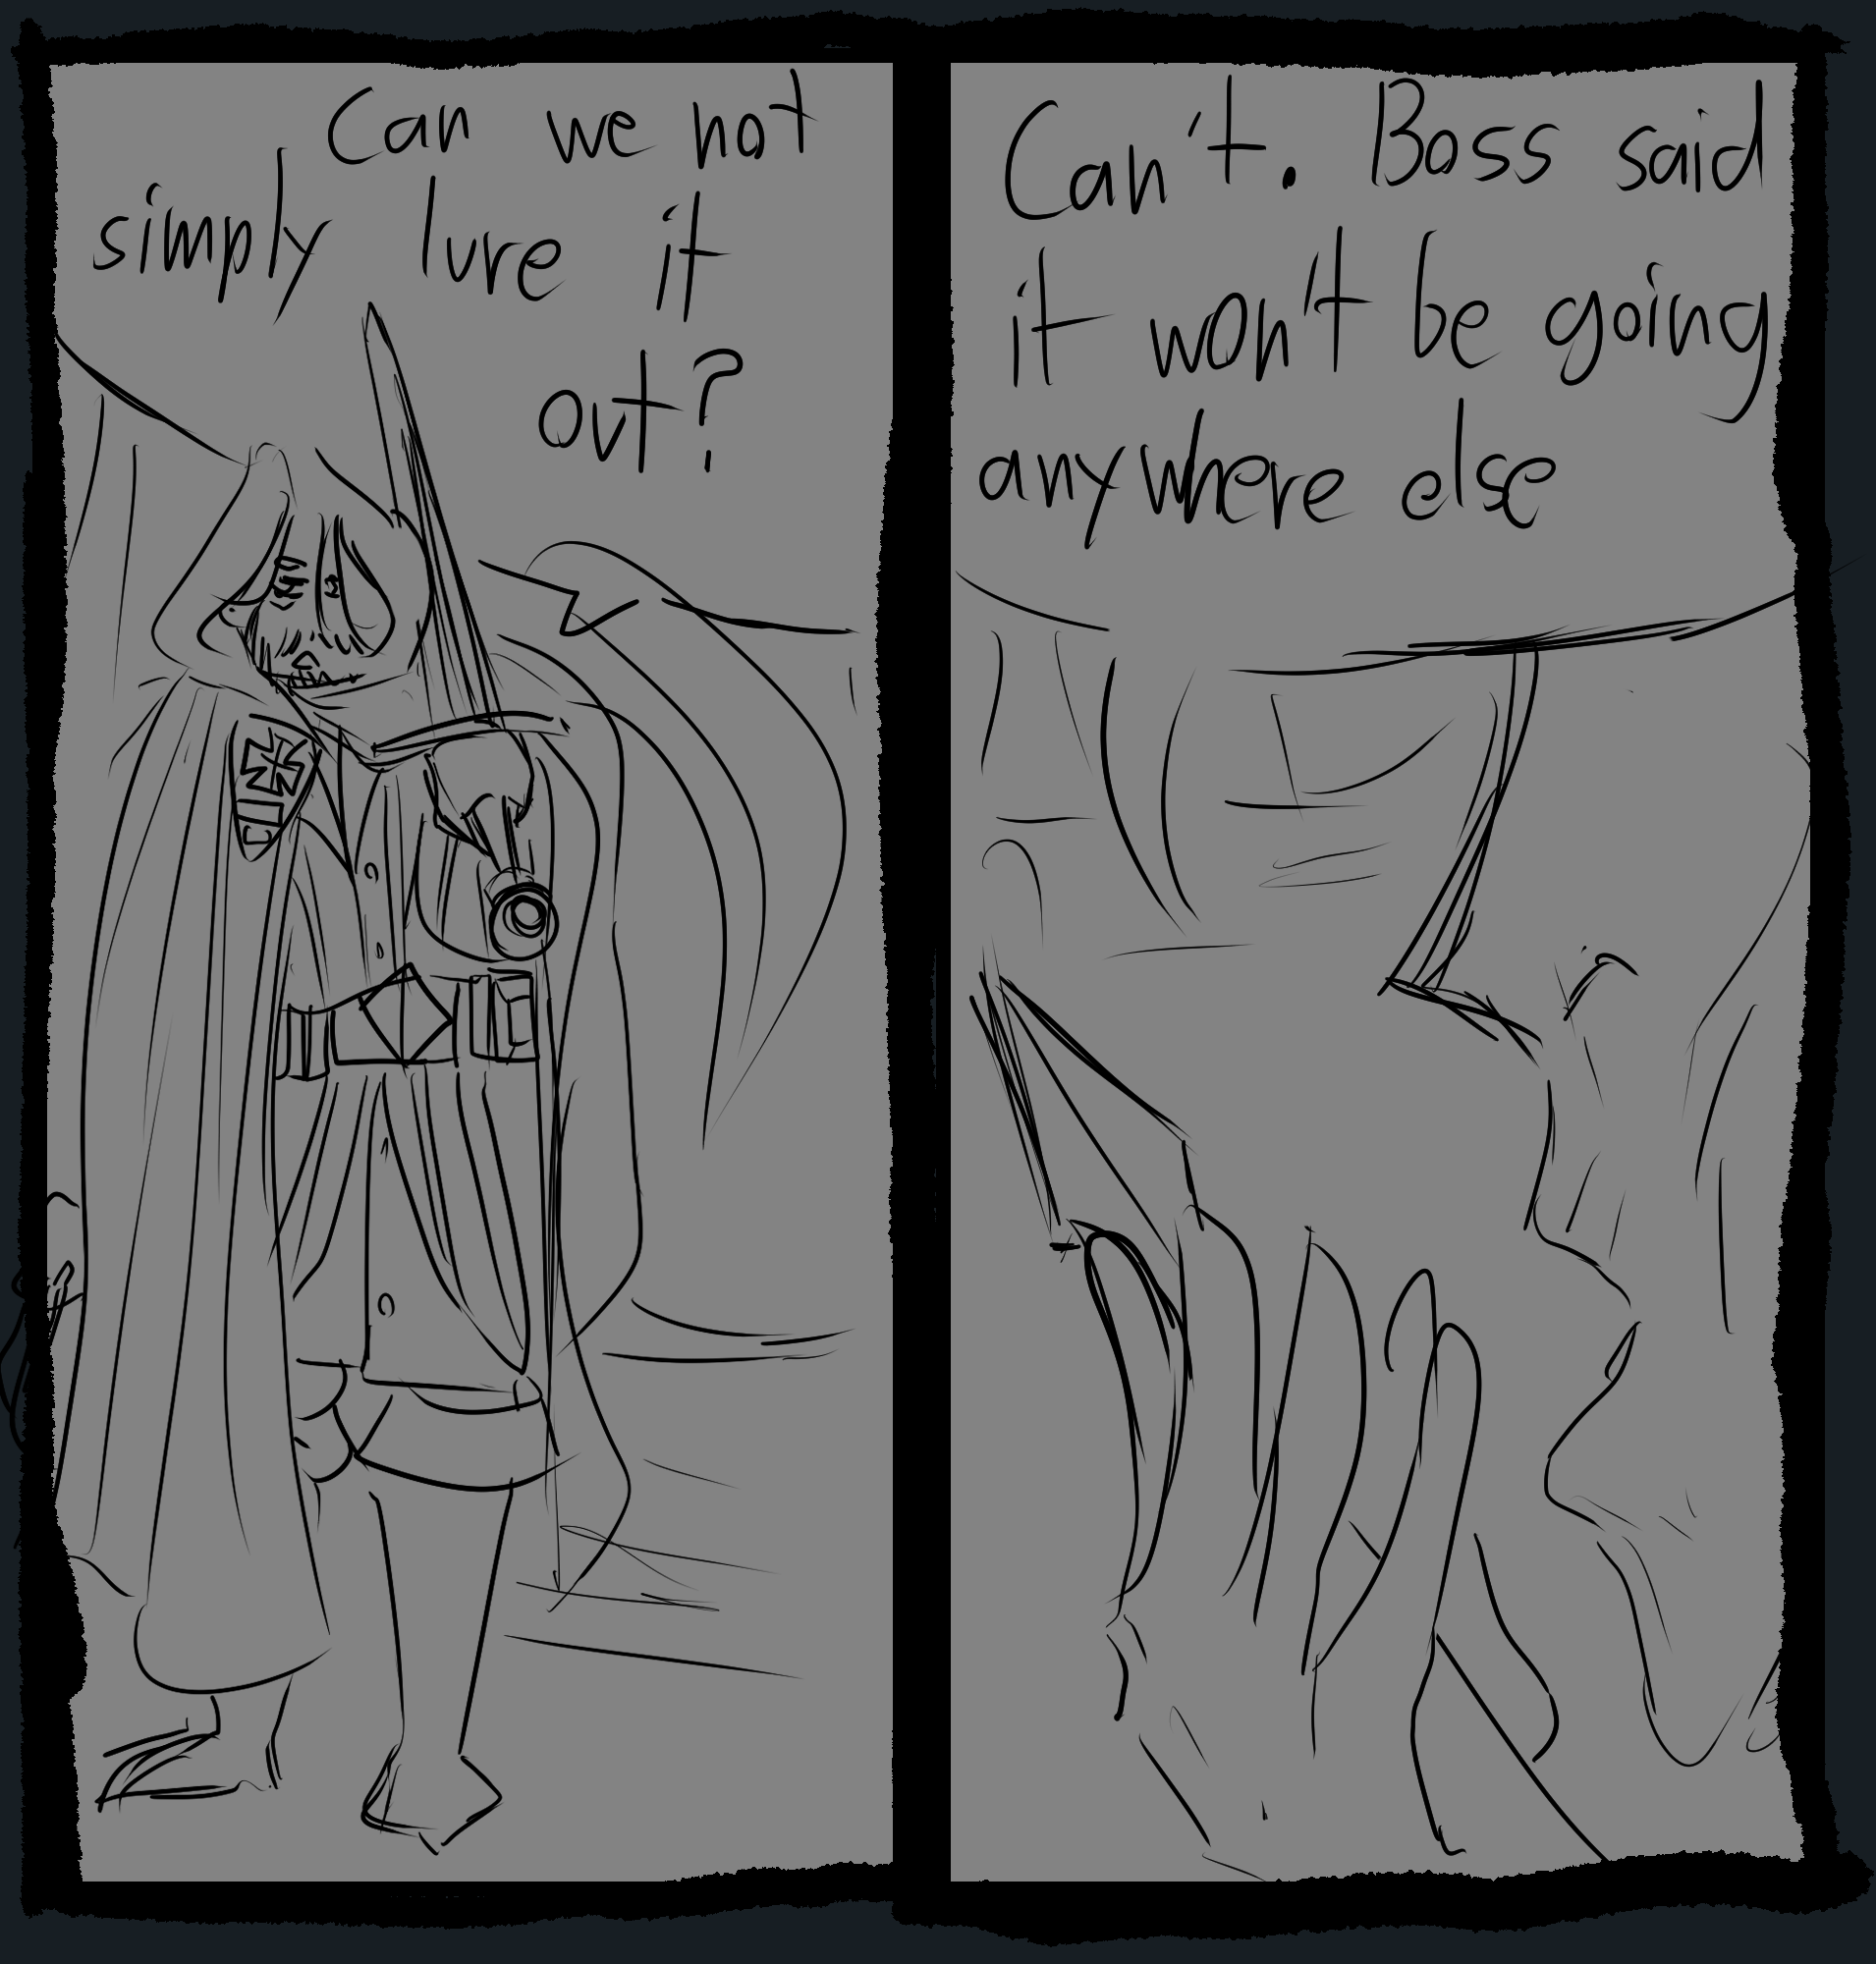 Can we not
simply lure it
out?
Can't. Boss said
it won't be going
anywhere else